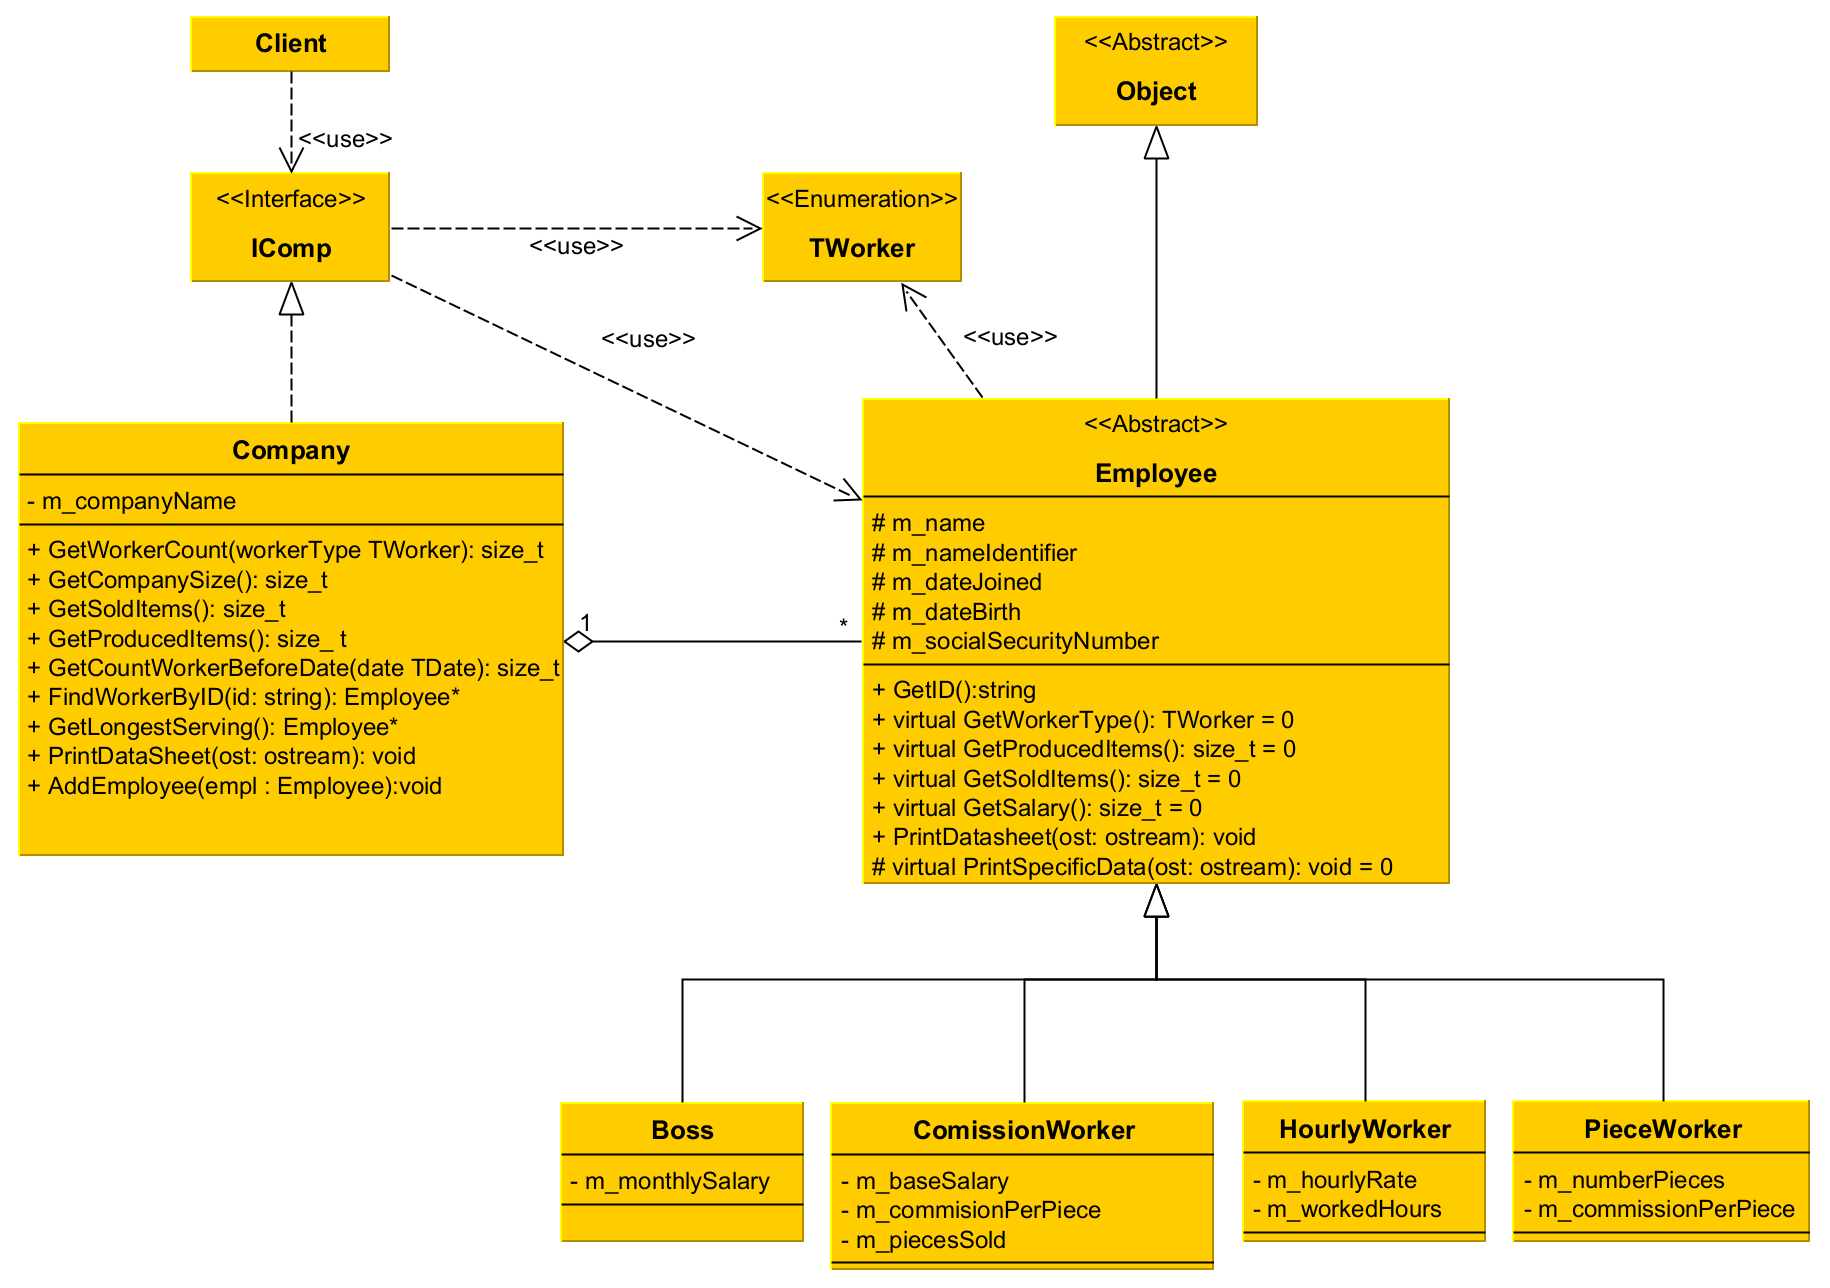 Client
<<use>>
<<Abstract>>
Object
<<Interface>>
IComp
<<use>>
<<Enumeration>>
TWorker
<<use>>
<<use>>
Company
- m_companyName
+ GetWorkerCount(workerType TWorker): size_t
+ GetCompanySize(): size_t
+ GetSoldItems(): size_t
+ GetProducedItems(): size_ t
+ GetCountWorkerBeforeDate(date TDate): size_t
+ FindWorkerByID(id: string): Employee*
+ GetLongestServing(): Employee*
+ PrintDataSheet(ost: ostream): void
+ AddEmployee(empl : Employee):void
1
*
<<Abstract>>
Employee
# m_name
# m_nameIdentifier
# m_dateJoined
# m_dateBirth
# m_socialSecurityNumber
+ GetID():string
+ virtual GetWorkerType(): TWorker = 0
+ virtual GetProducedItems(): size_t = 0
+ virtual GetSoldItems(): size_t = 0
+ virtual GetSalary(): size_t = 0
+ PrintDatasheet(ost: ostream): void
# virtual PrintSpecificData(ost: ostream): void = 0
Boss
- m_monthlySalary
ComissionWorker
- m_baseSalary
- m_commisionPerPiece
- m_piecesSold
HourlyWorker
- m_hourlyRate
- m_workedHours
PieceWorker
- m_numberPieces
- m_commissionPerPiece